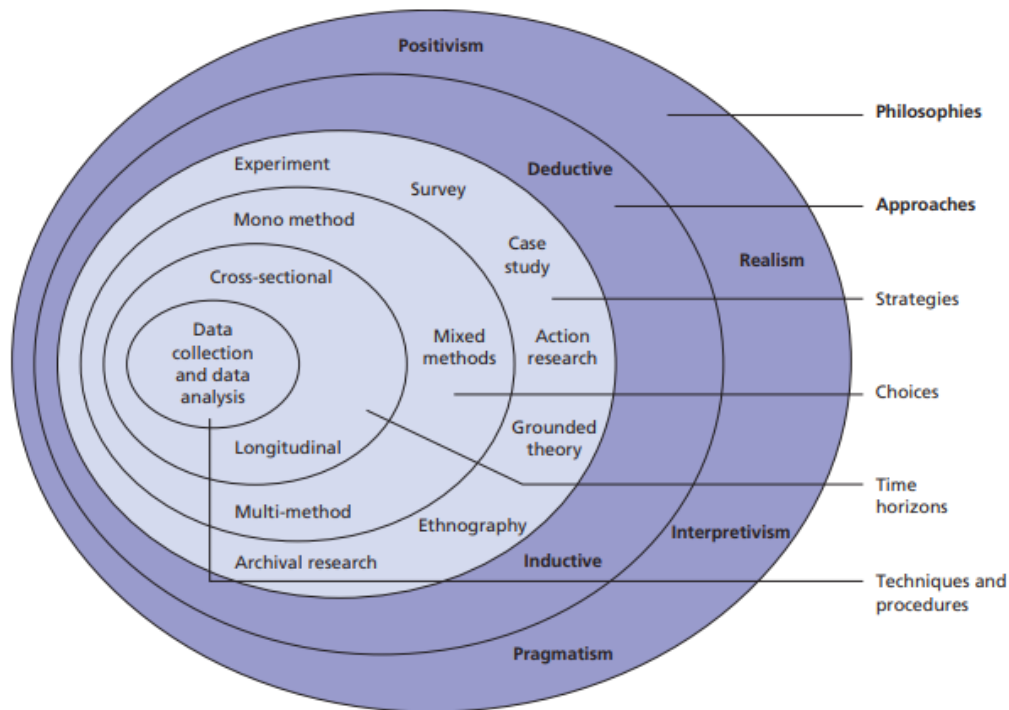 Positivism
Philosophies
Experiment
Deductive
Survey
Approaches
Mono method
Case
study
Realism
Cross-sectional
Strategies
Data
collection
and data
analysis
Mixed
methods
Action
research
Choices
Grounded
theory
Longitudinal
Time
horizons
Multi-method
Ethnography
Interpretivism
Archival research
Inductive
Techniques and
procedures
Pragmatism